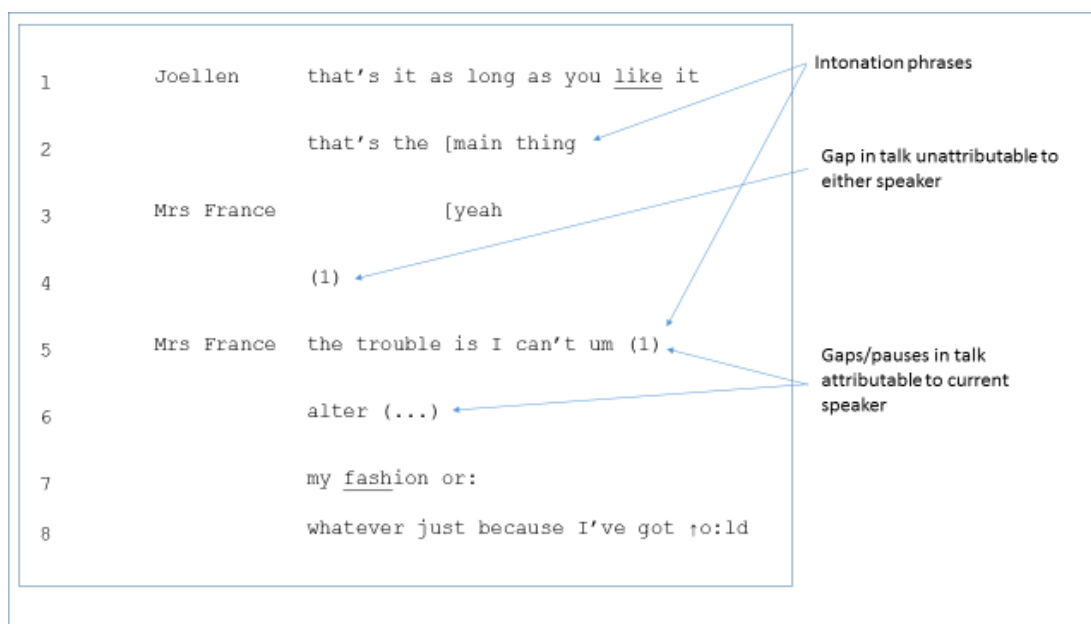 1 Joellen that's it as long as you like it
2 that's the [main thing
3 Mrs France [yeah
4 (1)
5 Mrs France the trouble is I can't um (1)
6 alter (...)
7 my fashion or:
8 whatever just because I've got ↑o:ld
Intonation phrases
Gap in talk unattributable to
either speaker
Gaps/pauses in talk
attributable to current
speaker